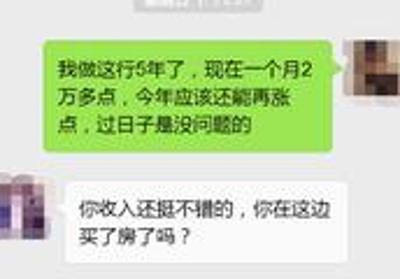 我做这行5年了，现在一个月2
万多点，今年应该还能再涨
点，过日子是没问题的
你收入还挺不错的，你在这边
买了房了吗？